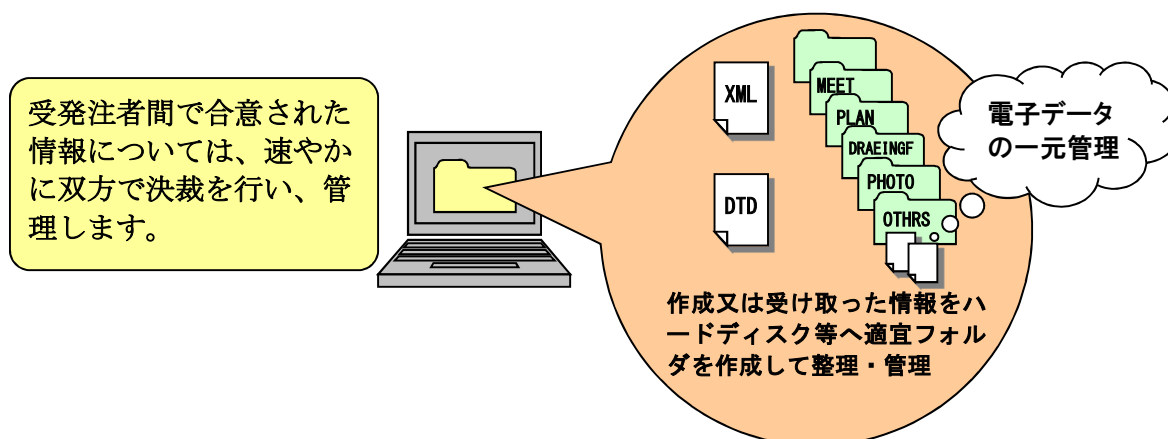 受発注者間で合意された
情報については、速やか
に双方で決裁を行い、管
理します。
XML
DTD
MEET
PLAN
DRAEINGF
PHOTO
OTHRS
電子データ
の一元管理
作成又は受け取った情報をハ
ードディスク等へ適宜フォル
ダを作成して整理・管理